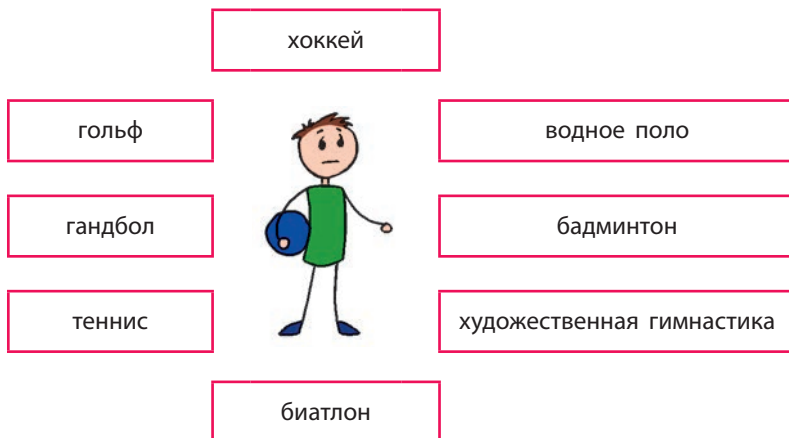 хоккей
гольф
водное поло
гандбол
бадминтон
теннис
художественная гимнастика
биатлон